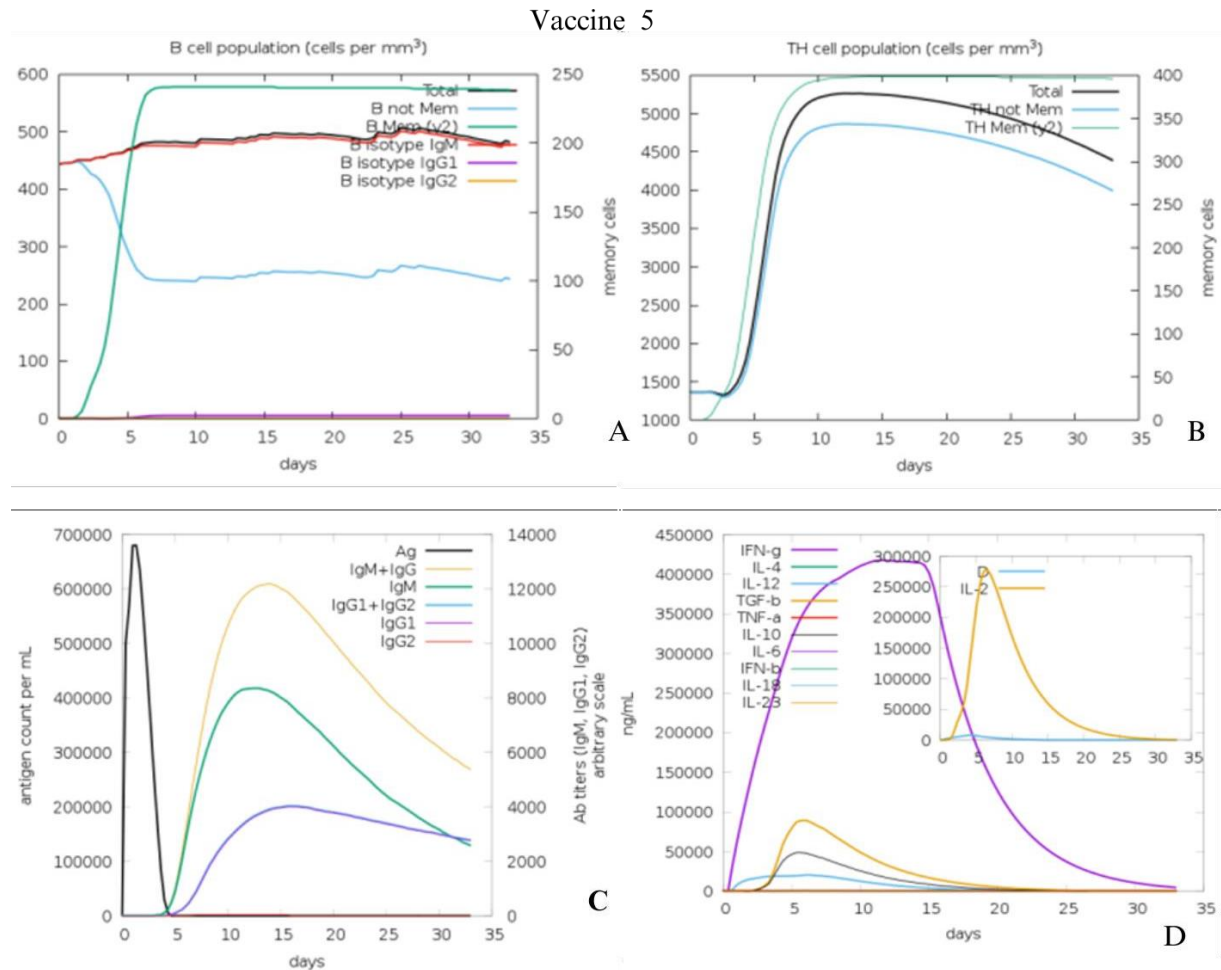 Vaccine 5
B cell population (cells per mm³)
600
500
400
300
200
100
0
250
200
150
100
50
0
Total
B not Mem
B Mem (y2)
B isotype IgM
B isotype IgG1
B isotype IgG2
memory cells
0 5 10 15 20 25 30 35
days
A
TH cell population (cells per mm³)
5500
5000
4500
4000
3500
3000
2500
2000
1500
1000
400
350
300
250
200
150
100
50
0
Total
TH not Mem
TH Mem (y2)
memory cells
0 5 10 15 20 25 30 35
days
B
700000
600000
500000
400000
300000
200000
100000
0
antigen count per mL
14000
12000
10000
8000
6000
4000
2000
0
Ab titers (IgM, IgG1, IgG2)
arbitrary scale
Ag
IgM+IgG
IgM
IgG1+IgG2
IgG1
IgG2
0 5 10 15 20 25 30 35
days
C
450000
400000
350000
300000
250000
200000
150000
100000
50000
0
ng/mL
IFN-g
IL-4
IL-12
TGF-b
TNF-a
IL-10
IL-6
IFN-b
IL-18
IL-23
300000
250000
200000
150000
100000
50000
0
D
IL-2
0 5 10 15 20 25 30 35
0 5 10 15 20 25 30 35
days
D